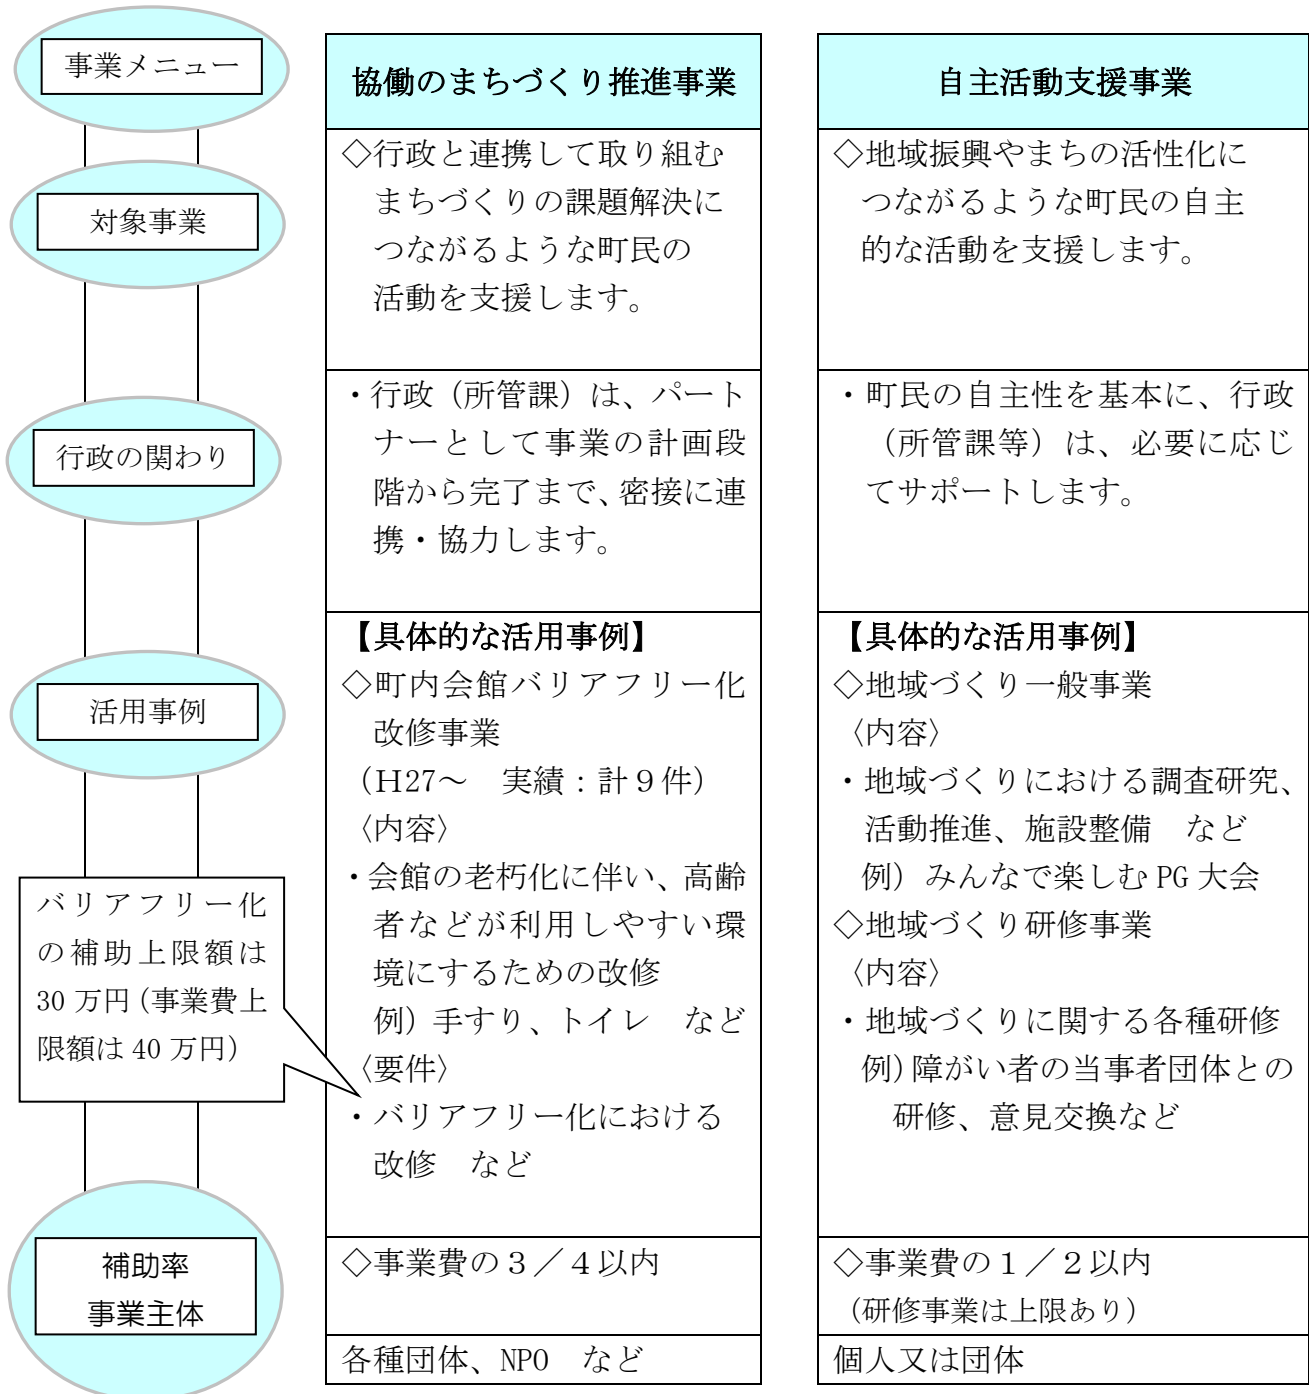 事業メニュー
対象事業
行政の関わり
活用事例
バリアフリー化
の補助上限額は
30 万円（事業費上
限額は 40 万円）
補助率
事業主体
協働のまちづくり推進事業
◇行政と連携して取り組む
まちづくりの課題解決に
つながるような町民の
活動を支援します。
・行政（所管課）は、パート
ナーとして事業の計画段
階から完了まで、密接に連
携・協力します。
【具体的な活用事例】
◇町内会館バリアフリー化
改修事業
（Ｈ27～　実績：計９件）
〈内容〉
・会館の老朽化に伴い、高齢
者などが利用しやすい環
境にするための改修
例）手すり、トイレ　など
〈要件〉
・バリアフリー化における
改修　など
◇事業費の３／４以内
各種団体、NPO　など
自主活動支援事業
◇地域振興やまちの活性化に
つながるような町民の自主
的な活動を支援します。
・町民の自主性を基本に、行政
（所管課等）は、必要に応じ
てサポートします。
【具体的な活用事例】
◇地域づくり一般事業
〈内容〉
・地域づくりにおける調査研究、
活動推進、施設整備　など
例）みんなで楽しむ PG 大会
◇地域づくり研修事業
〈内容〉
・地域づくりに関する各種研修
例）障がい者の当事者団体との
研修、意見交換など
◇事業費の１／２以内
（研修事業は上限あり）
個人又は団体